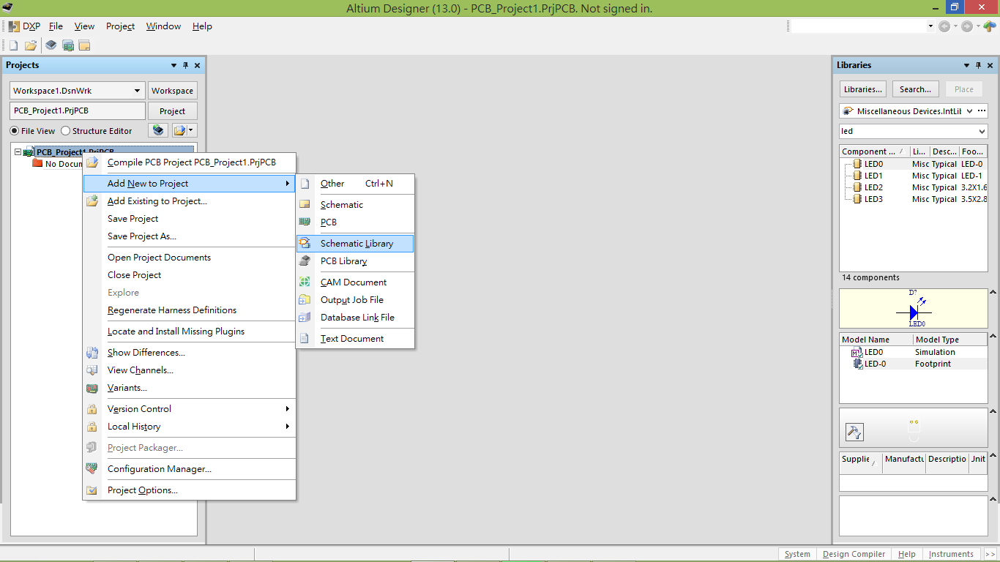 Altium Designer (13.0) - PCB_Project1.PrjPCB. Not signed in.
DXP File View Project Window Help
Projects
Workspace1.DsnWrk Workspace
PCB_Project1.PrjPCB Project
File View Structure Editor
PCB_Project1.PrjPCB
No Docum
Compile PCB Project PCB_Project1.PrjPCB
Add New to Project
Add Existing to Project...
Save Project
Save Project As...
Open Project Documents
Close Project
Explore
Regenerate Harness Definitions
Locate and Install Missing Plugins
Show Differences...
View Channels...
Variants...
Version Control
Local History
Project Packager...
Configuration Manager...
Project Options...
Other Ctrl+N
Schematic
PCB
Schematic Library
PCB Library
CAM Document
Output Job File
Database Link File
Text Document
Libraries
Libraries... Search... Place
Miscellaneous Devices.IntLib
led
Component ... Li... Desc... Foo...
LED0 Misc Typical LED-0
LED1 Misc Typical LED-1
LED2 Misc Typical 3.2X1.6
LED3 Misc Typical 3.5X2.8
14 components
D?
LED0
Model Name Model Type
LED0 Simulation
LED-0 Footprint
Supplie Manufactu Descriptio Unit
System Design Compiler Help Instruments >>